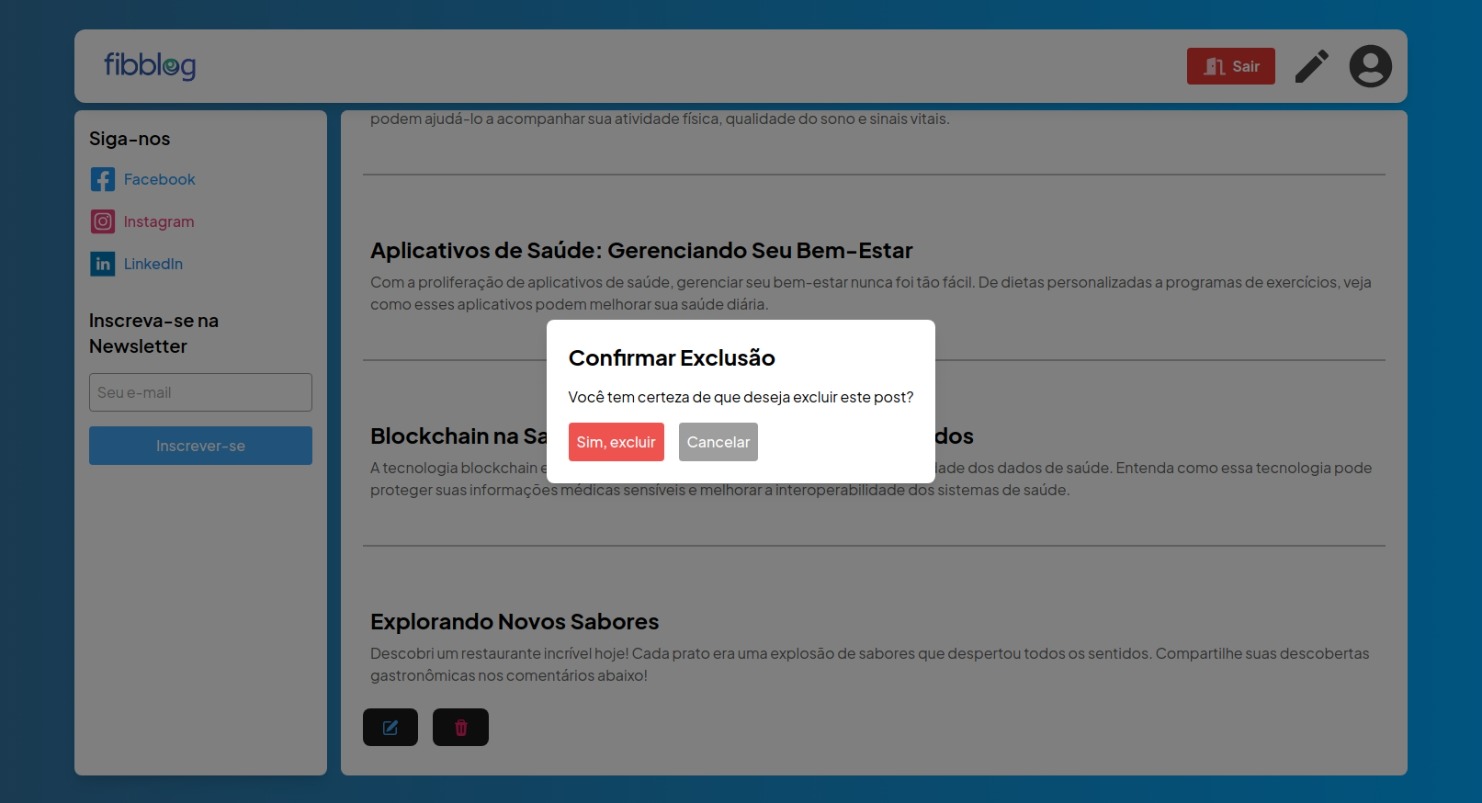 fibblog
Sair
Siga-nos
Facebook
Instagram
LinkedIn
Inscreva-se na
Newsletter
Seu e-mail
Inscrever-se
podem ajudá-lo a acompanhar sua atividade física, qualidade do sono e sinais vitais.
Aplicativos de Saúde: Gerenciando Seu Bem-Estar
Com a proliferação de aplicativos de saúde, gerenciar seu bem-estar nunca foi tão fácil. De dietas personalizadas a programas de exercícios, veja
como esses aplicativos podem melhorar sua saúde diária.
Confirmar Exclusão
Você tem certeza de que deseja excluir este post?
Sim, excluir
Cancelar
Blockchain na
A tecnologia blockchain
dos dados de saúde. Entenda como essa tecnologia pode
proteger suas informações médicas sensíveis e melhorar a interoperabilidade dos sistemas de saúde.
Explorando Novos Sabores
Descobri um restaurante incrível hoje! Cada prato era uma explosão de sabores que despertou todos os sentidos. Compartilhe suas descobertas
gastronômicas nos comentários abaixo!